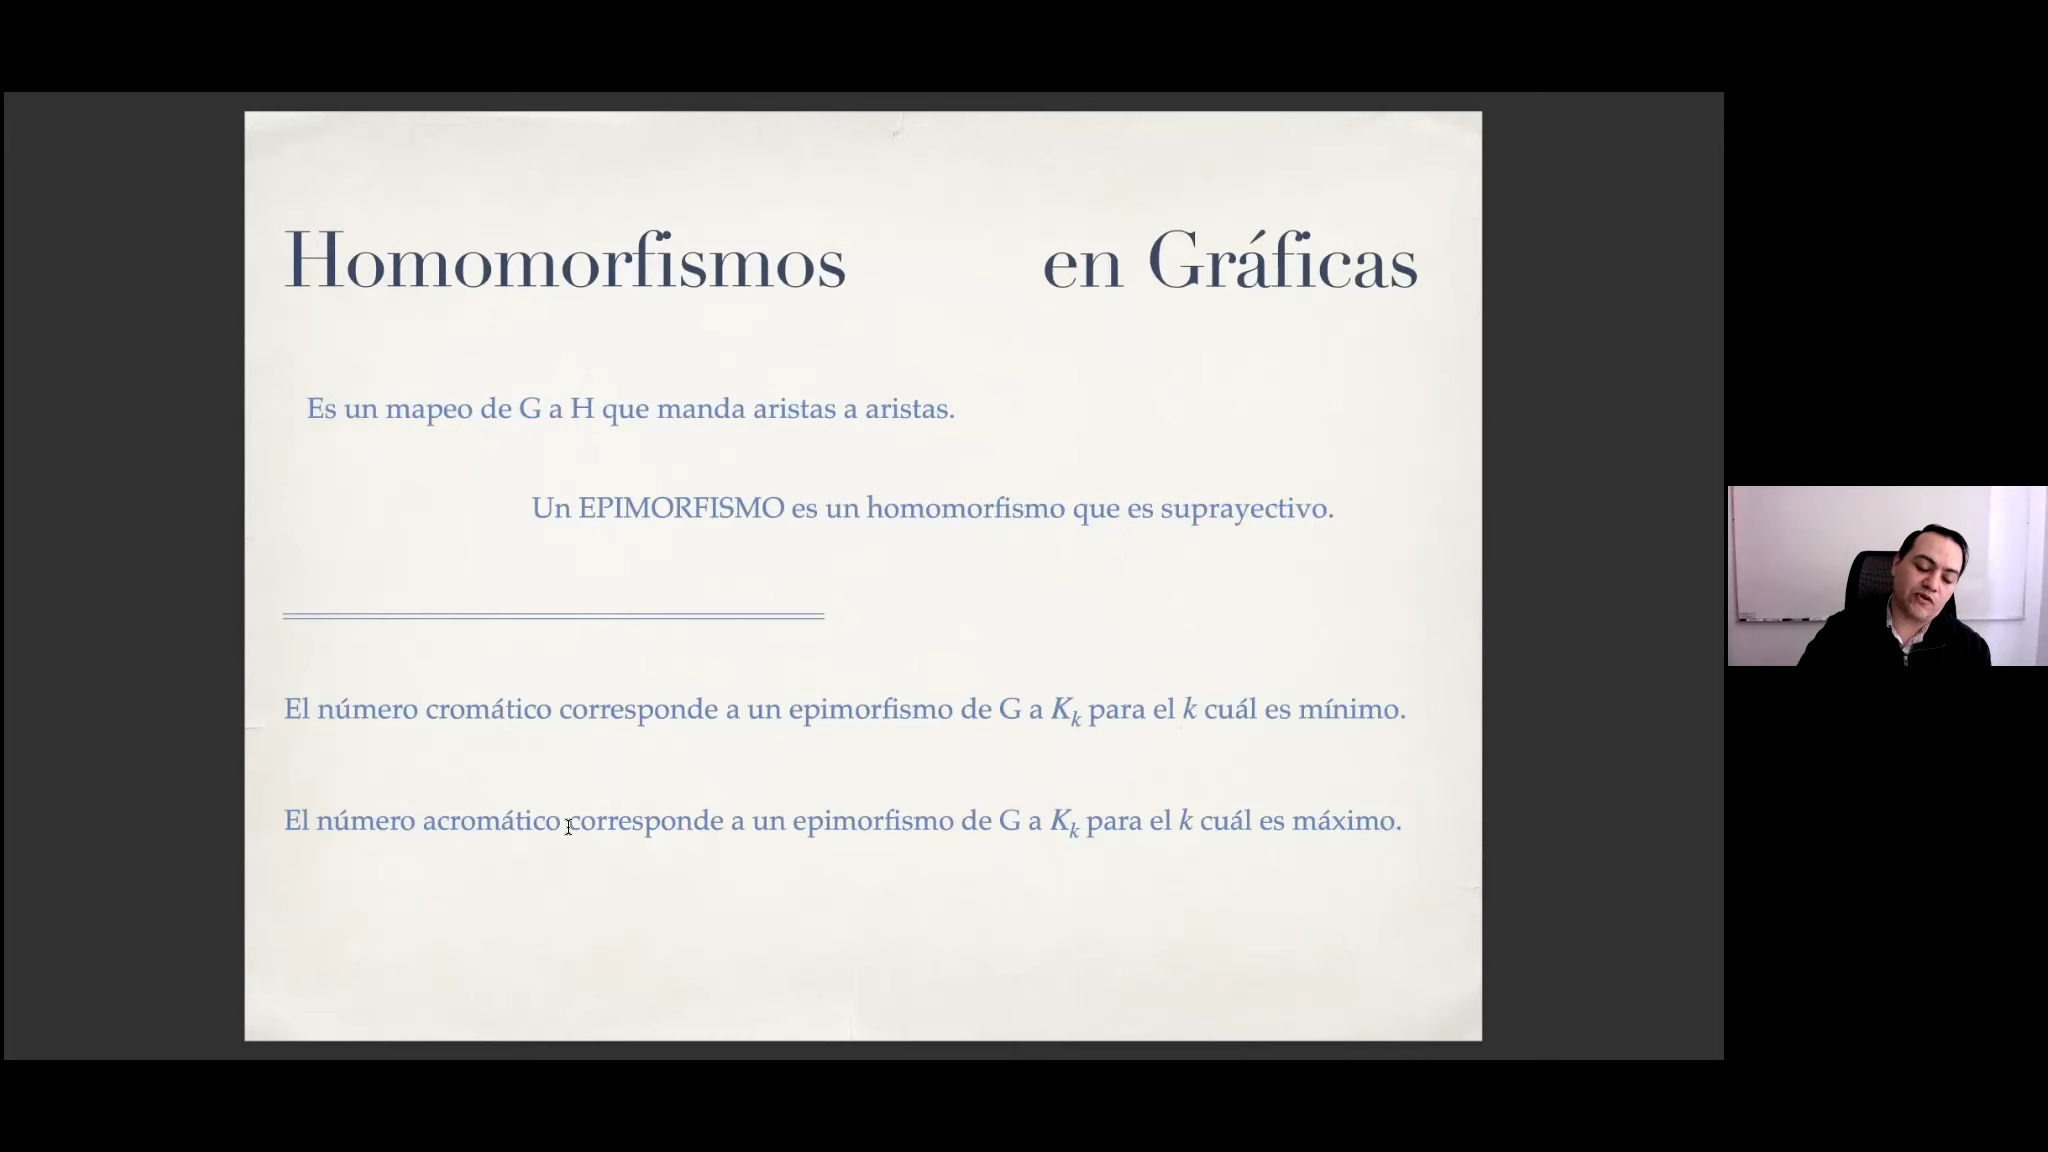 Homomorfismos en Gráficas
Es un mapeo de G a H que manda aristas a aristas.
Un EPIMORFISMO es un homomorfismo que es suprayectivo.
El número cromático corresponde a un epimorfismo de G a K_k para el k cuál es mínimo.
El número acromático corresponde a un epimorfismo de G a K_k para el k cuál es máximo.